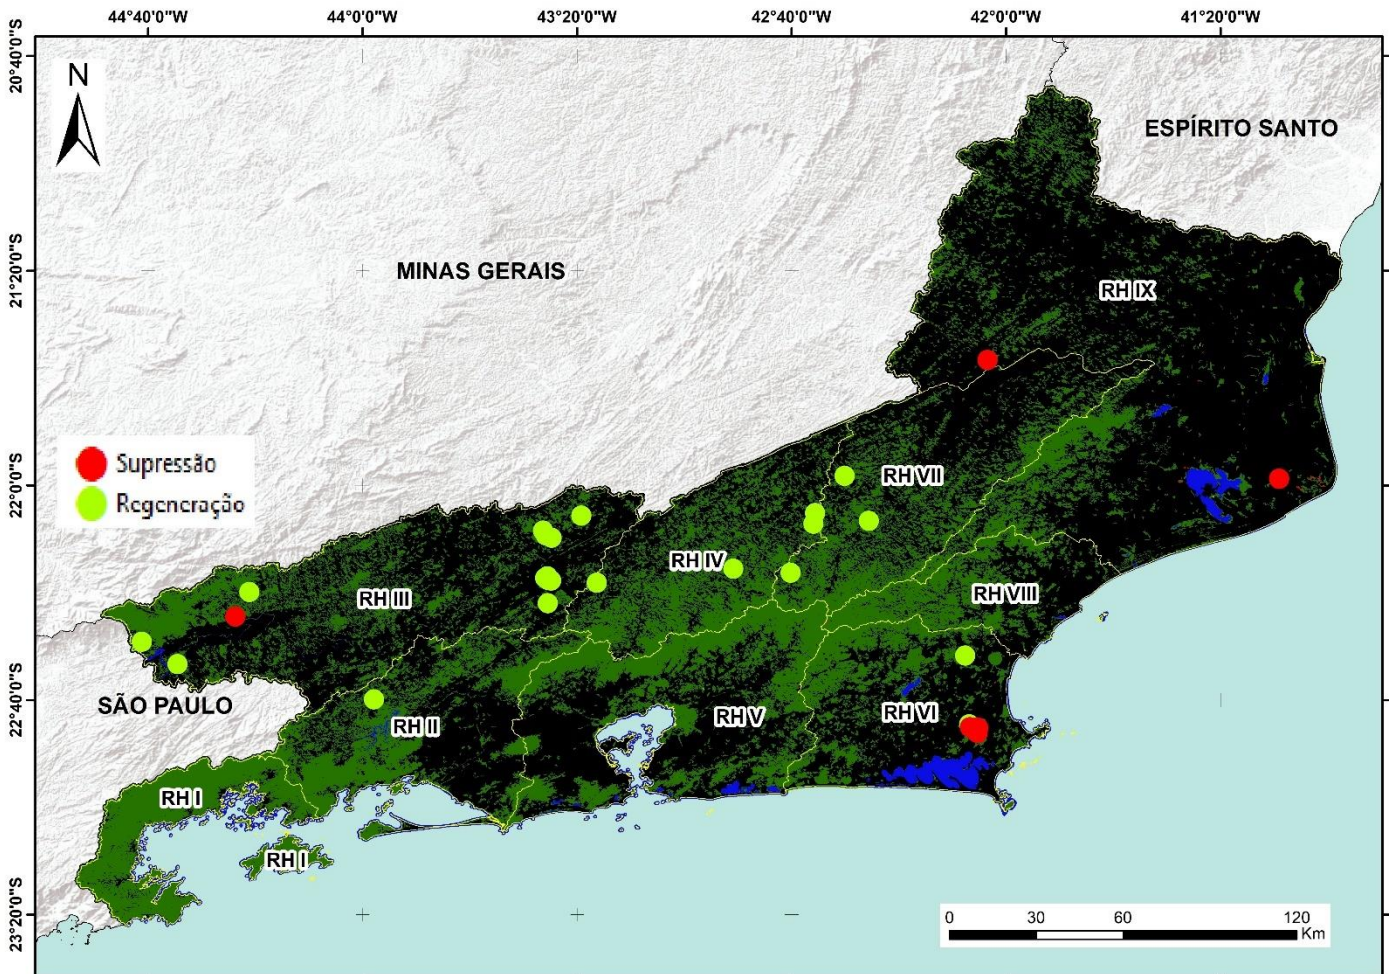 44°40'0"W 44°0'0"W 43°20'0"W 42°40'0"W 42°0'0"W 41°20'0"W
20°40'0"S
N
ESPÍRITO SANTO
MINAS GERAIS
21°20'0"S
RH IX
Supressão
Regeneração
22°0'0"S
RH VII
RH IV
RH III
RH VIII
SÃO PAULO
22°40'0"S
RH II
RH V
RH VI
RH I
RH I
23°20'0"S
0 30 60 120
Km